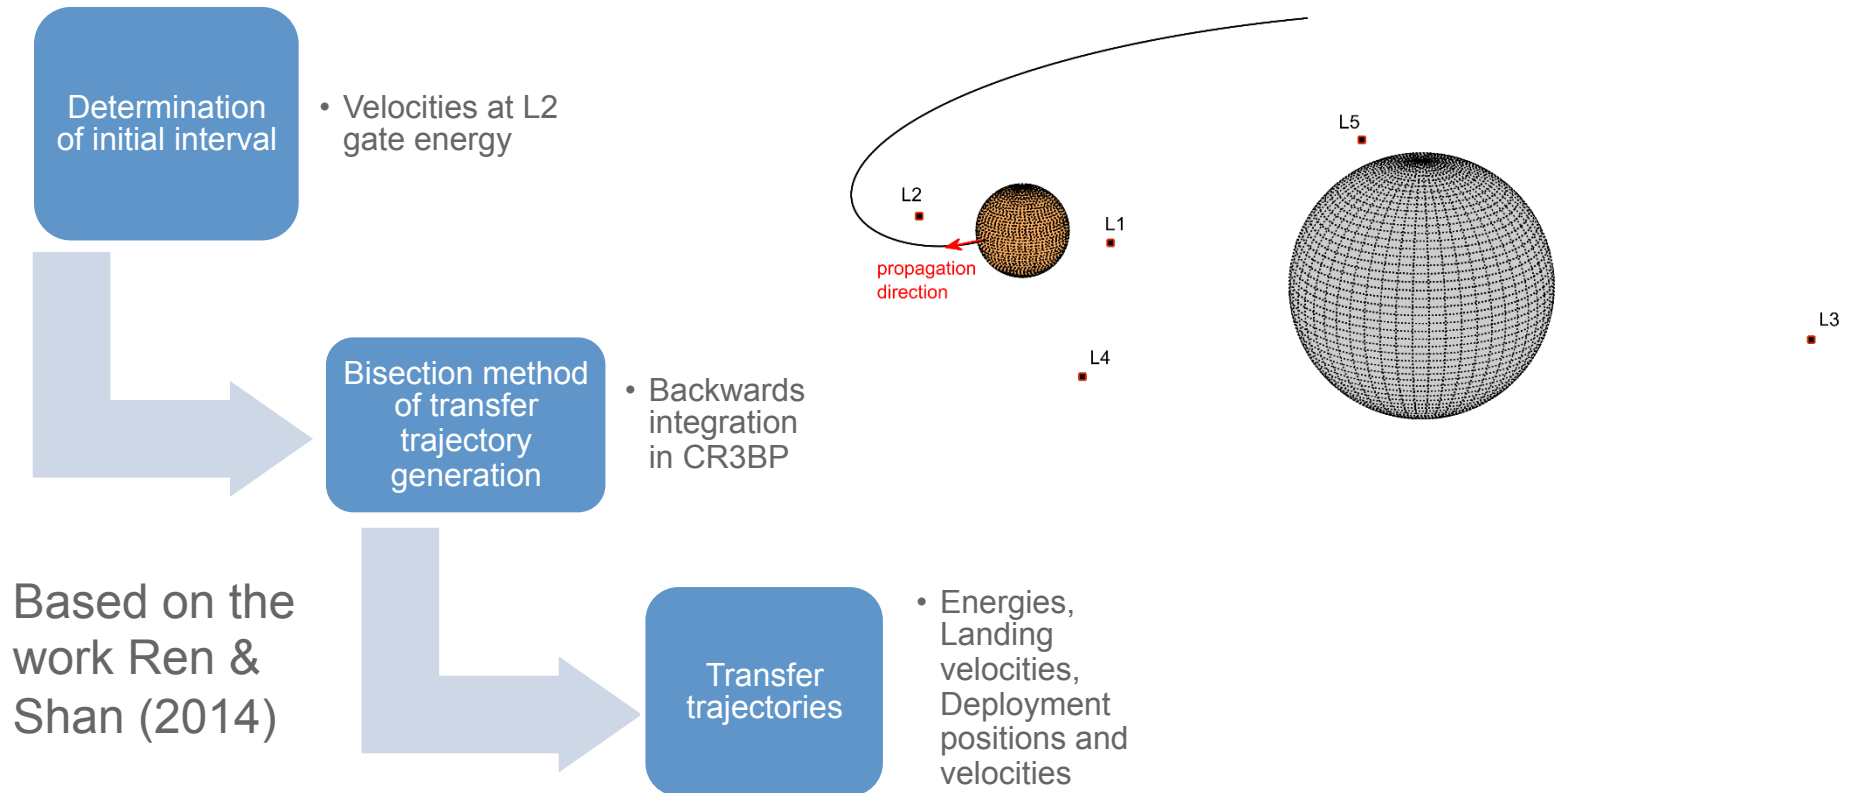 Determination
of initial interval
• Velocities at L2
gate energy
Bisection method
of transfer
trajectory
generation
• Backwards
integration
in CR3BP
Based on the
work Ren &
Shan (2014)
Transfer
trajectories
• Energies,
Landing
velocities,
Deployment
positions and
velocities
L5
L2
L1
propagation
direction
L3
L4